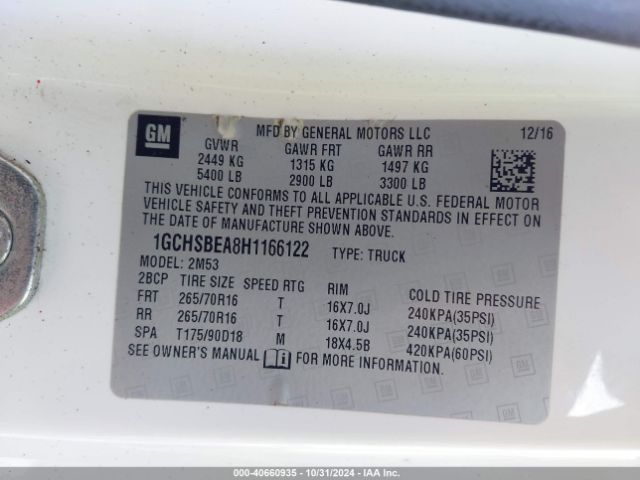 GM
MFD BY GENERAL MOTORS LLC 12/16
GVWR GAWR FRT GAWR RR
2449 KG 1315 KG 1497 KG
5400 LB 2900 LB 3300 LB
THIS VEHICLE CONFORMS TO ALL APPLICABLE U.S. FEDERAL MOTOR
VEHICLE SAFETY AND THEFT PREVENTION STANDARDS IN EFFECT ON
THE DATE OF MANUFACTURE SHOWN ABOVE.
1GCHSBEA8H1166122 TYPE: TRUCK
MODEL: 2M53
2BCP TIRE SIZE SPEED RTG RIM COLD TIRE PRESSURE
FRT 265/70R16 T 16X7.0J 240KPA(35PSI)
RR 265/70R16 T 16X7.0J 240KPA(35PSI)
SPA T175/90D18 M 18X4.5B 420KPA(60PSI)
SEE OWNER'S MANUAL FOR MORE INFORMATION.
000-40660935 - 10/31/2024 - IAA Inc.